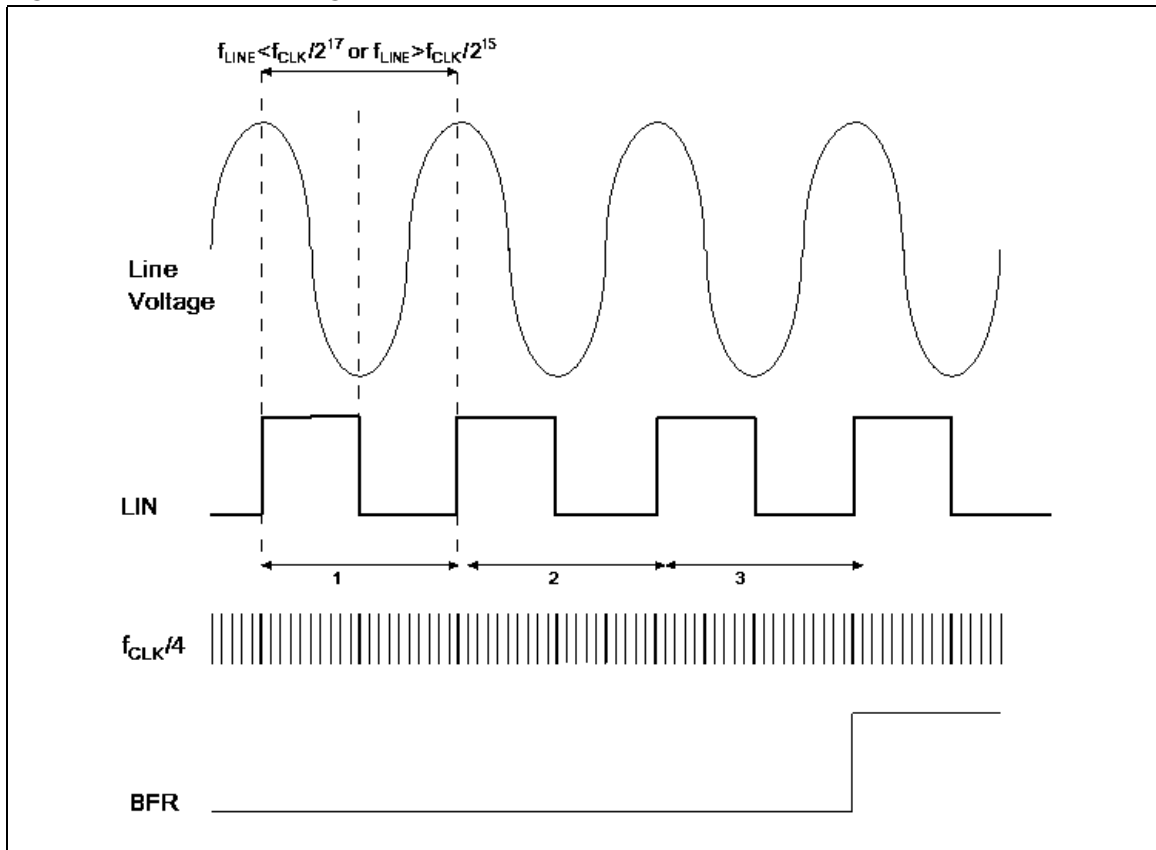 f_LINE<f_CLK/2^17 or f_LINE>f_CLK/2^15
Line
Voltage
LIN
1 2 3
f_CLK/4
BFR